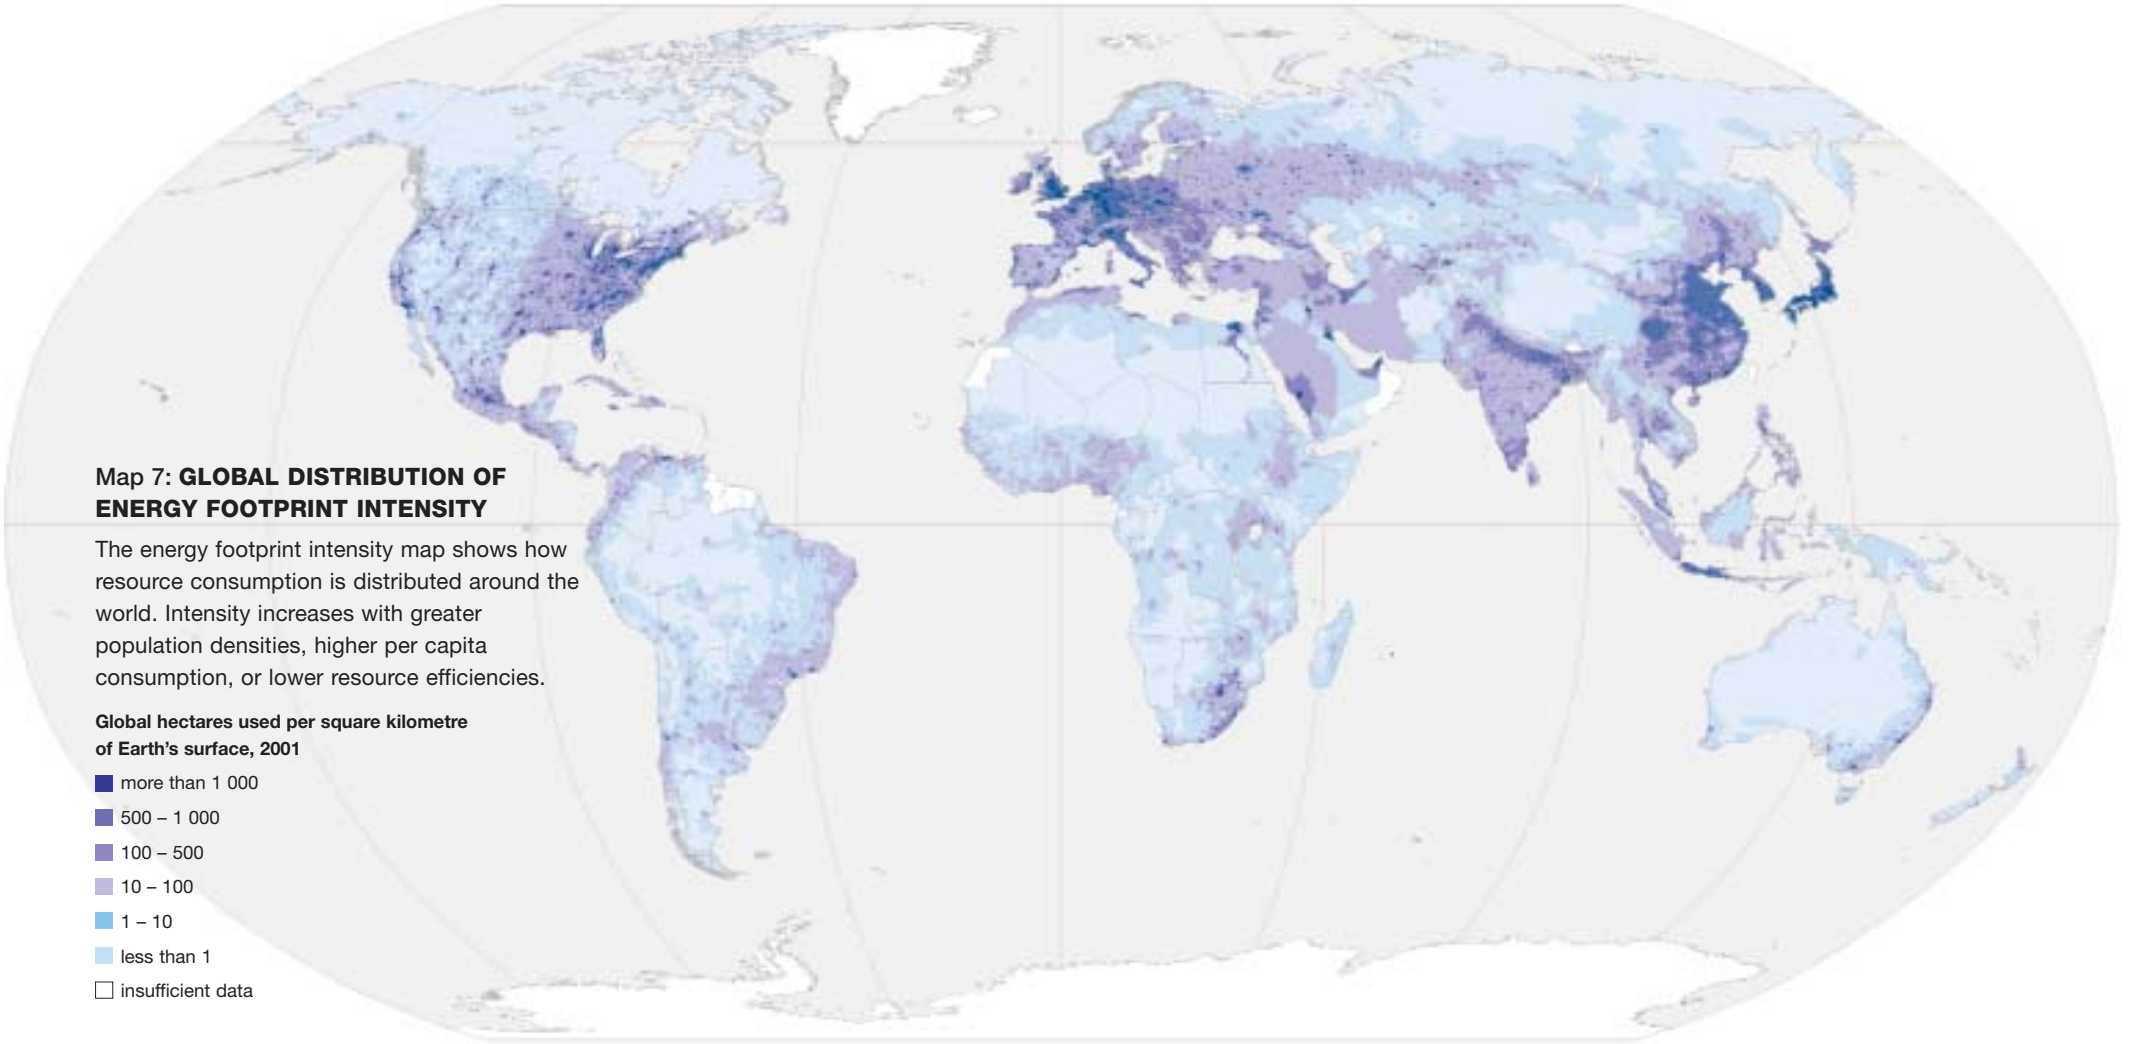 Map 7: GLOBAL DISTRIBUTION OF
ENERGY FOOTPRINT INTENSITY
The energy footprint intensity map shows how
resource consumption is distributed around the
world. Intensity increases with greater
population densities, higher per capita
consumption, or lower resource efficiencies.
Global hectares used per square kilometre
of Earth's surface, 2001
more than 1 000
500 – 1 000
100 – 500
10 – 100
1 – 10
less than 1
insufficient data